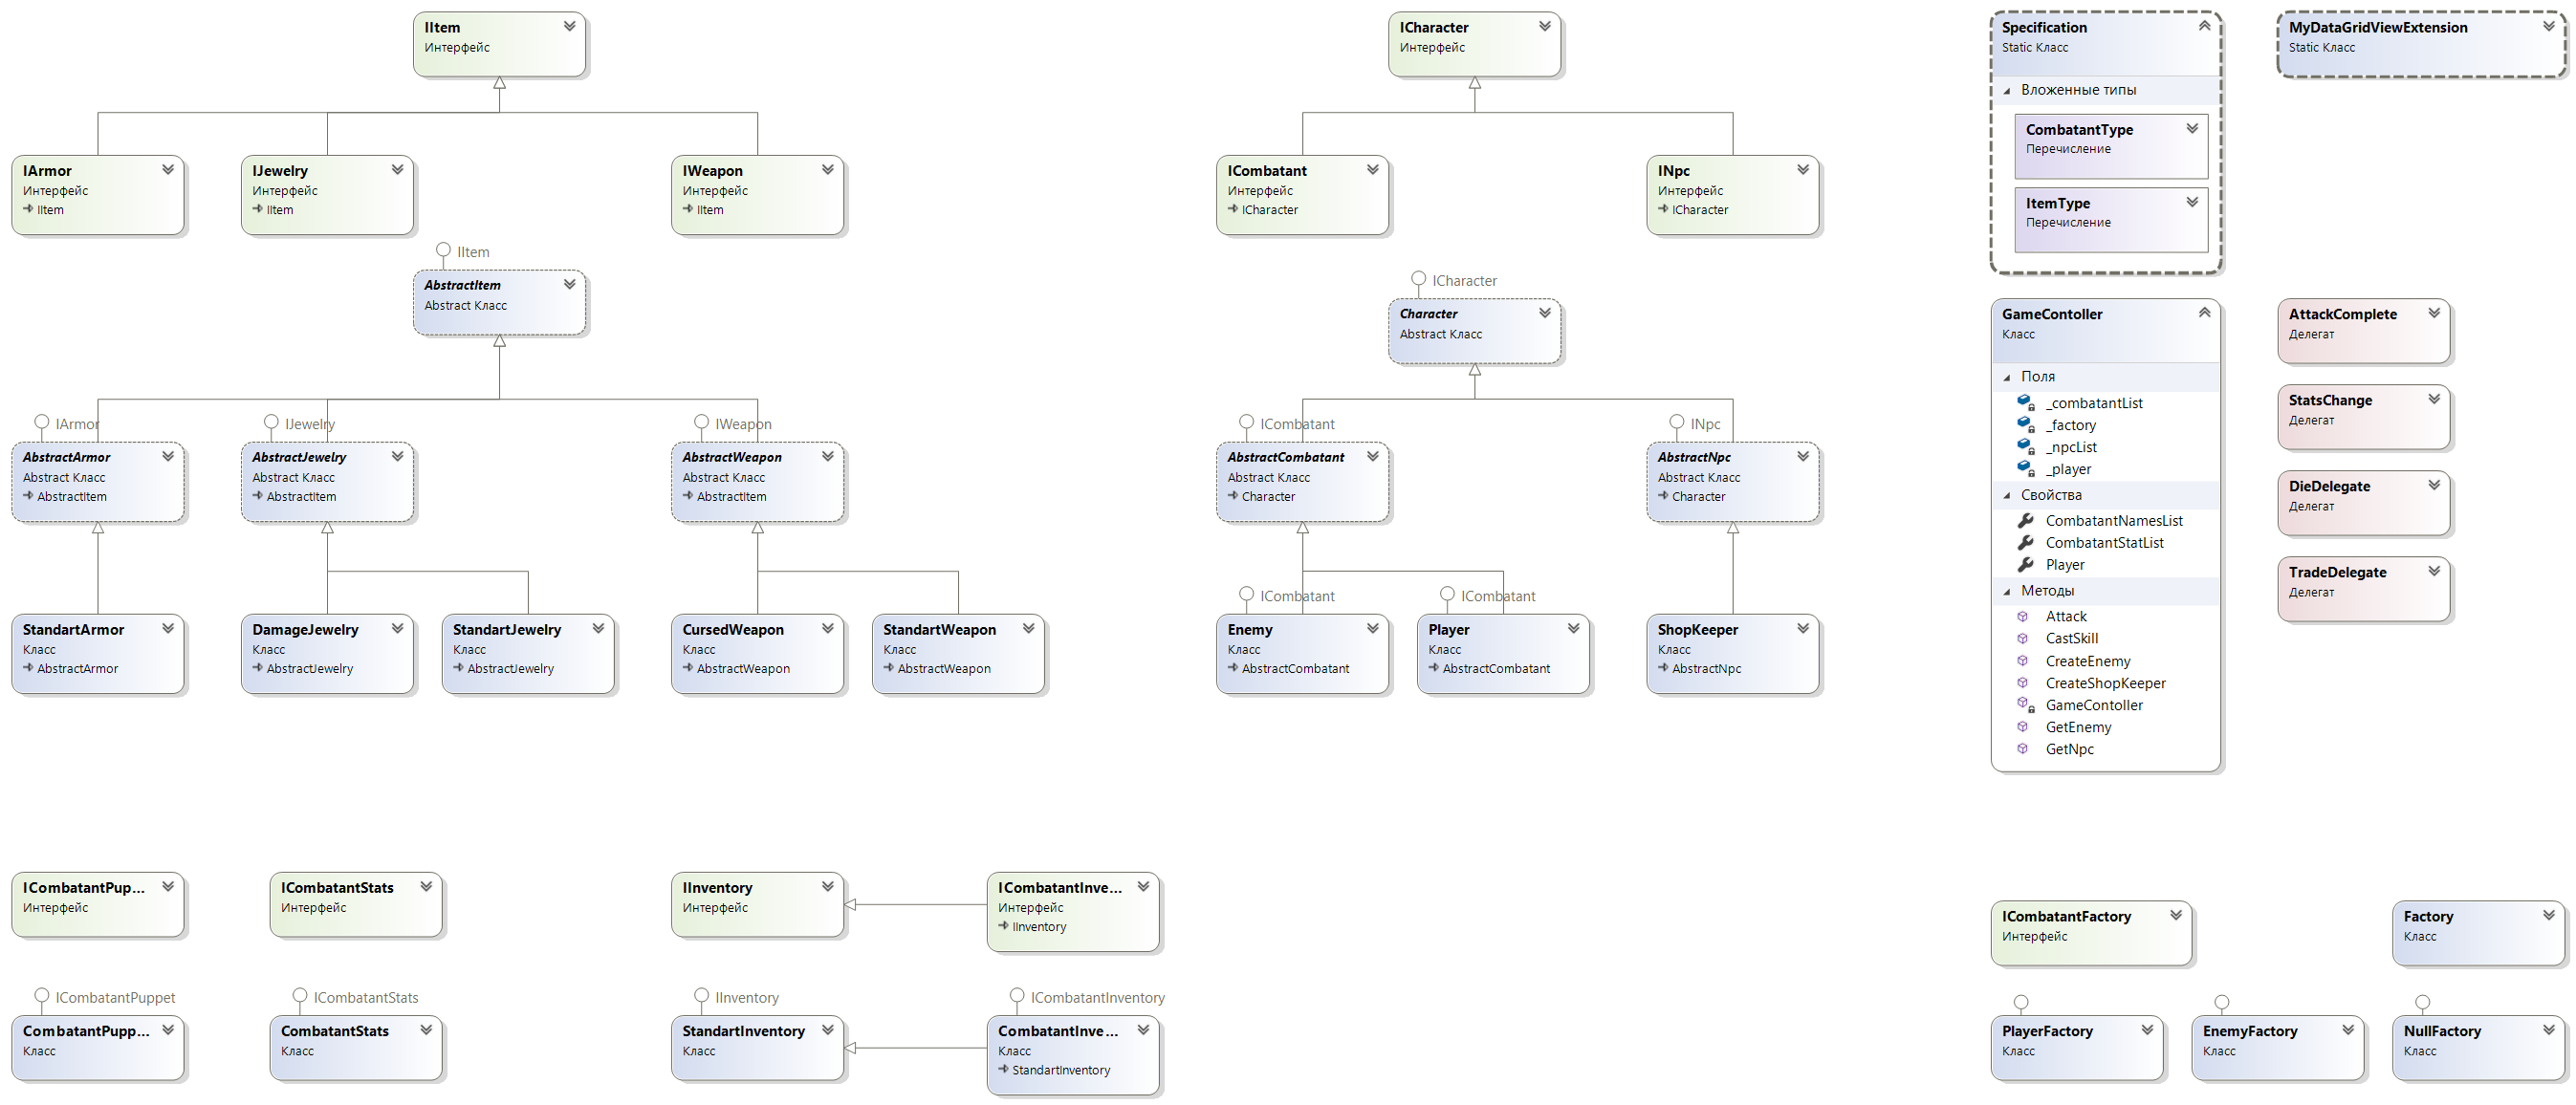 IItem
Интерфейс
ICharacter
Интерфейс
Specification
Static Класс
Вложенные типы
CombatantType
Перечисление
ItemType
Перечисление
MyDataGridViewExtension
Static Класс
IArmor
Интерфейс
IItem
IJewelry
Интерфейс
IItem
IWeapon
Интерфейс
IItem
ICombatant
Интерфейс
ICharacter
INpc
Интерфейс
ICharacter
IItem
AbstractItem
Abstract Класс
ICharacter
Character
Abstract Класс
GameContoller
Класс
Поля
_combatantList
_factory
_npcList
_player
Свойства
CombatantNamesList
CombatantStatList
Player
Методы
Attack
CastSkill
CreateEnemy
CreateShopKeeper
GameContoller
GetEnemy
GetNpc
AttackComplete
Делегат
StatsChange
Делегат
DieDelegate
Делегат
TradeDelegate
Делегат
IArmor
AbstractArmor
Abstract Класс
AbstractItem
IJewelry
AbstractJewelry
Abstract Класс
AbstractItem
IWeapon
AbstractWeapon
Abstract Класс
AbstractItem
ICombatant
AbstractCombatant
Abstract Класс
Character
INpc
AbstractNpc
Abstract Класс
Character
StandartArmor
Класс
AbstractArmor
DamageJewelry
Класс
AbstractJewelry
StandartJewelry
Класс
AbstractJewelry
CursedWeapon
Класс
AbstractWeapon
StandartWeapon
Класс
AbstractWeapon
ICombatant
Enemy
Класс
AbstractCombatant
ICombatant
Player
Класс
AbstractCombatant
ShopKeeper
Класс
AbstractNpc
ICombatantPup...
Интерфейс
ICombatantStats
Интерфейс
IInventory
Интерфейс
ICombatantInve...
Интерфейс
IInventory
ICombatantFactory
Интерфейс
Factory
Класс
ICombatantPuppet
CombatantPupp...
Класс
ICombatantStats
CombatantStats
Класс
IInventory
StandartInventory
Класс
ICombatantInventory
CombatantInve...
Класс
StandartInventory
PlayerFactory
Класс
EnemyFactory
Класс
NullFactory
Класс